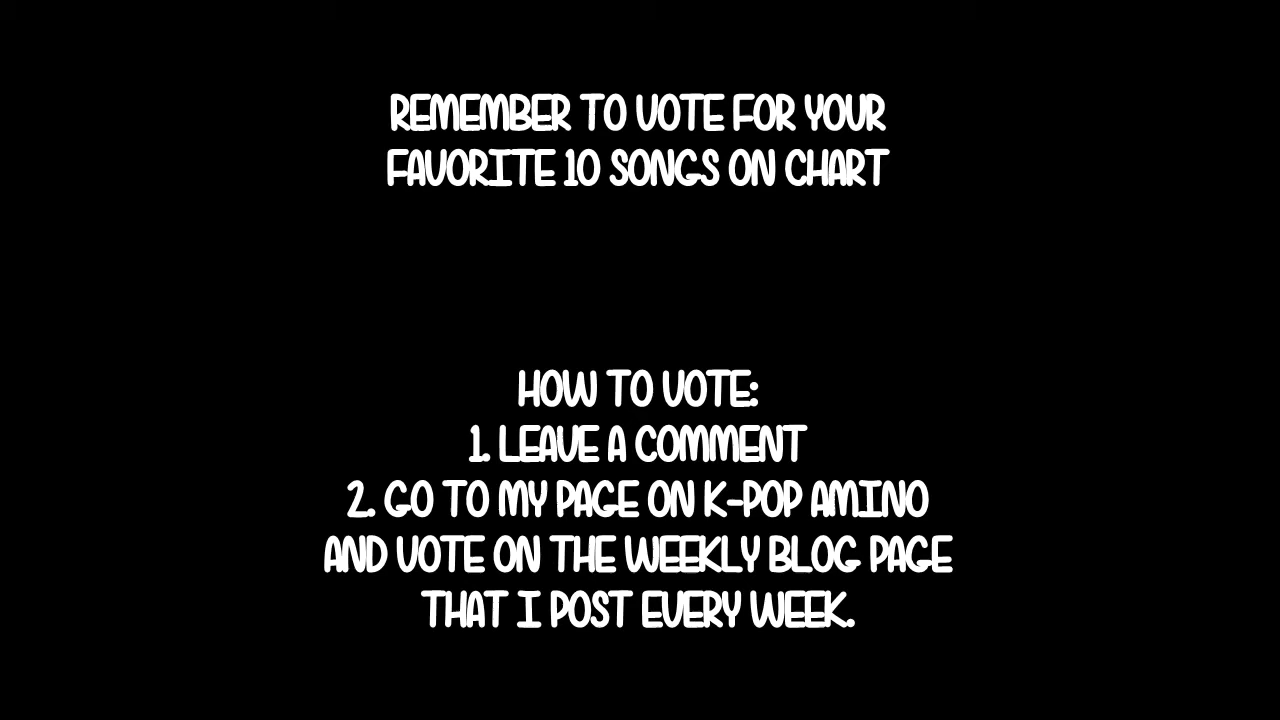 REMEMBER TO VOTE FOR YOUR
FAVORITE 10 SONGS ON CHART
HOW TO VOTE:
1. LEAVE A COMMENT
2. GO TO MY PAGE ON K-POP AMINO
AND VOTE ON THE WEEKLY BLOG PAGE
THAT I POST EVERY WEEK.